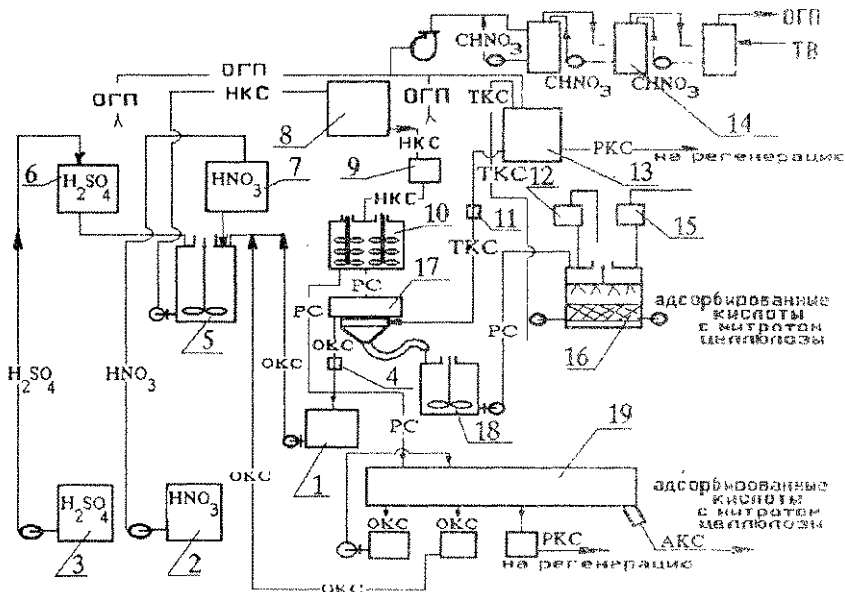 ОГП
CHNO3
ТВ
ОГП
НКС
ОГП
ОГП
ТКС
CHNO3
CHNO3
14
8
НКС
РКС
на регенерацию
13
6
H2SO4
7
HNO3
9
ТКС
12
НКС
10
11
15
ТКС
17
РС
РС
РС
адсорбированные
кислоты
с нитратом
целлюлозы
16
5
ОКС
H2SO4
HNO3
ОКС
4
18
19
РС
1
ОКС
H2SO4
HNO3
3
2
ОКС
ОКС
адсорбированные
кислоты
с нитратом
целлюлозы
РКС
АКС
на регенерацию
ОКС